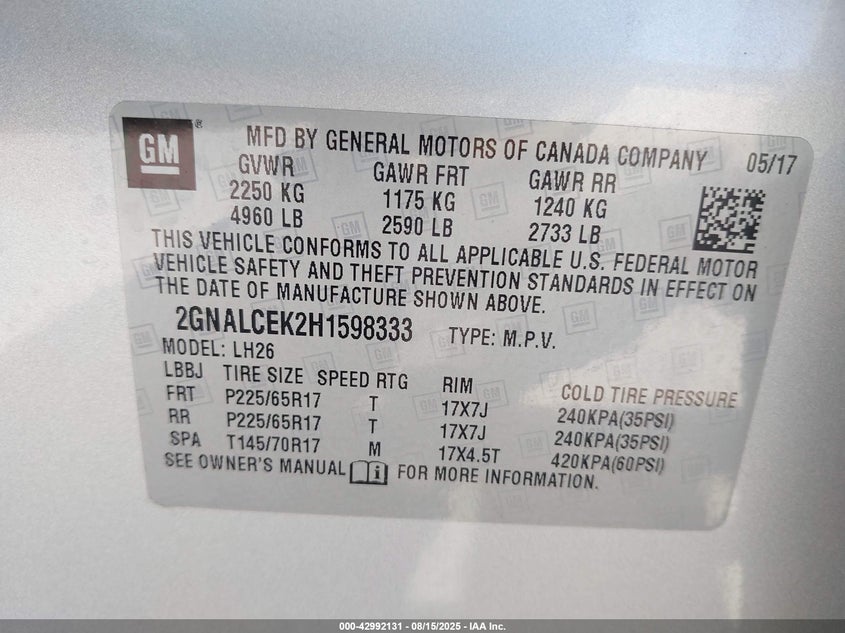 GM ® MFD BY GENERAL MOTORS OF CANADA COMPANY 05/17
GVWR GAWR FRT GAWR RR
2250 KG 1175 KG 1240 KG
4960 LB 2590 LB 2733 LB
THIS VEHICLE CONFORMS TO ALL APPLICABLE U.S. FEDERAL MOTOR
VEHICLE SAFETY AND THEFT PREVENTION STANDARDS IN EFFECT ON
THE DATE OF MANUFACTURE SHOWN ABOVE.
2GNALCEK2H1598333 TYPE: M.P.V.
MODEL: LH26
LBBJ TIRE SIZE SPEED RTG RIM COLD TIRE PRESSURE
FRT P225/65R17 T 17X7J 240KPA(35PSI)
RR P225/65R17 T 17X7J 240KPA(35PSI)
SPA T145/70R17 M 17X4.5T 420KPA(60PSI)
SEE OWNER'S MANUAL FOR MORE INFORMATION.
000-42992131 - 08/15/2025 - IAA Inc.